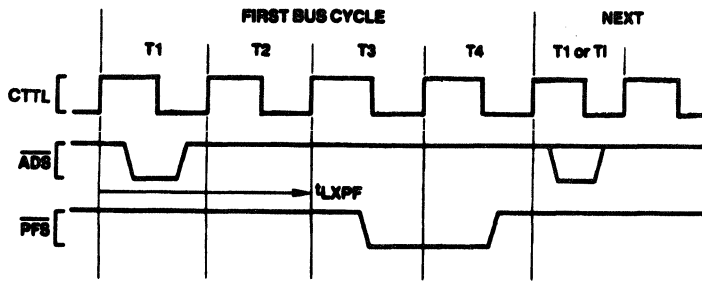 FIRST BUS CYCLE NEXT
T1 T2 T3 T4 T1 or Ti
CTTL
ADS
tLXPF
PFS